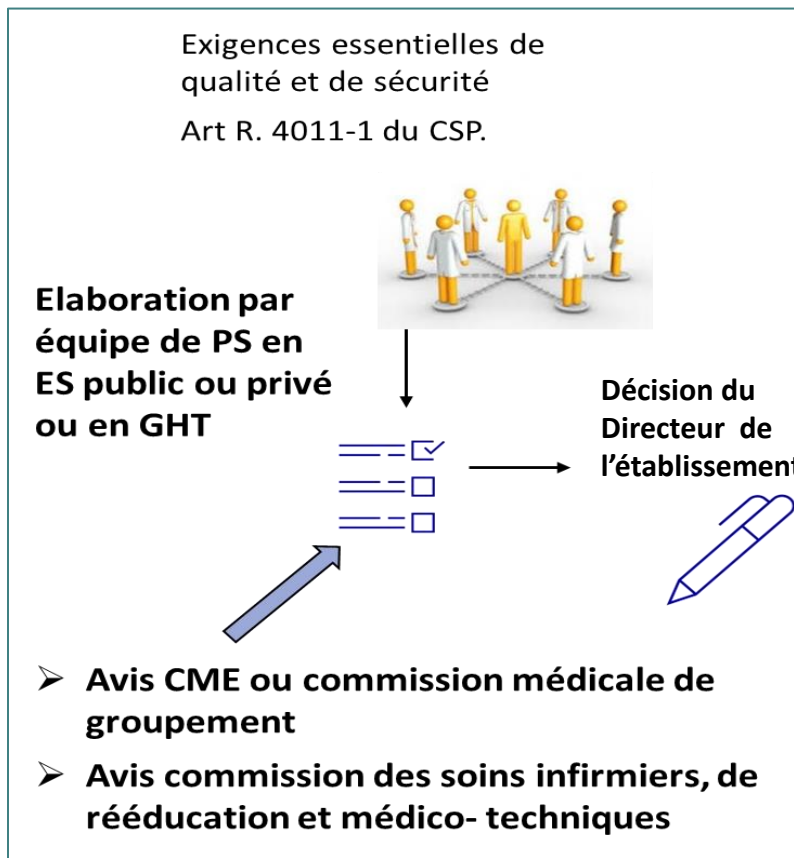 Exigences essentielles de
qualité et de sécurité
Art R. 4011-1 du CSP.
Elaboration par
équipe de PS en
ES public ou privé
ou en GHT
Décision du
Directeur de
l'établissement
➢ Avis CME ou commission médicale de
groupement
➢ Avis commission des soins infirmiers, de
rééducation et médico- techniques